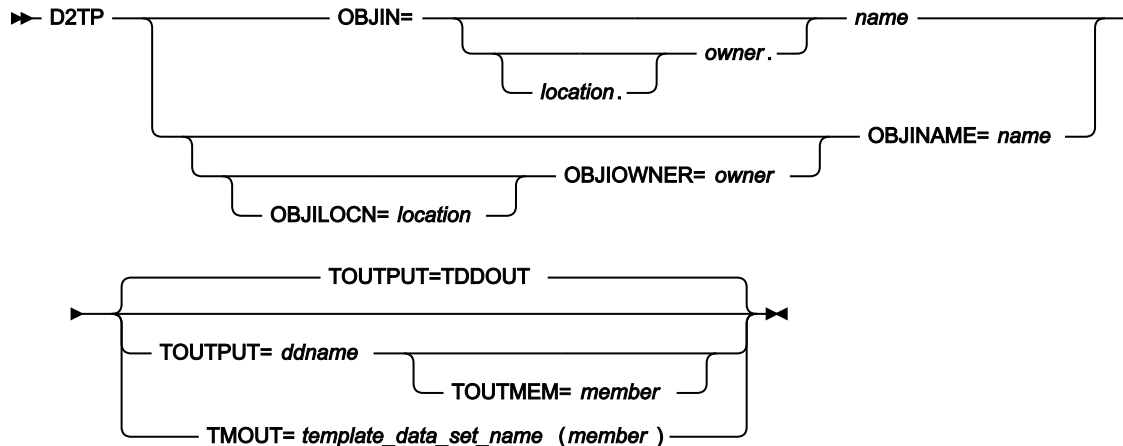 D2TP OBJIN= name
owner.
location.
OBJINAME= name
OBJIOWNER= owner
OBJILOCN= location
TOUTPUT=TDDOUT
TOUTPUT= ddname
TOUTMEM= member
TMOUT= template_data_set_name (member )